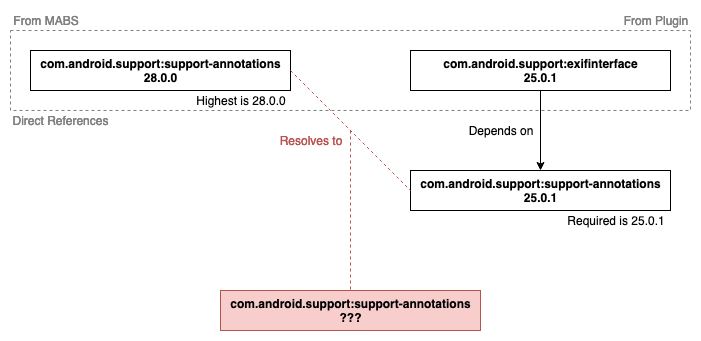 From MABS
From Plugin
com.android.support:support-annotations
28.0.0
com.android.support:exifinterface
25.0.1
Highest is 28.0.0
Direct References
Depends on
Resolves to
com.android.support:support-annotations
25.0.1
Required is 25.0.1
com.android.support:support-annotations
???